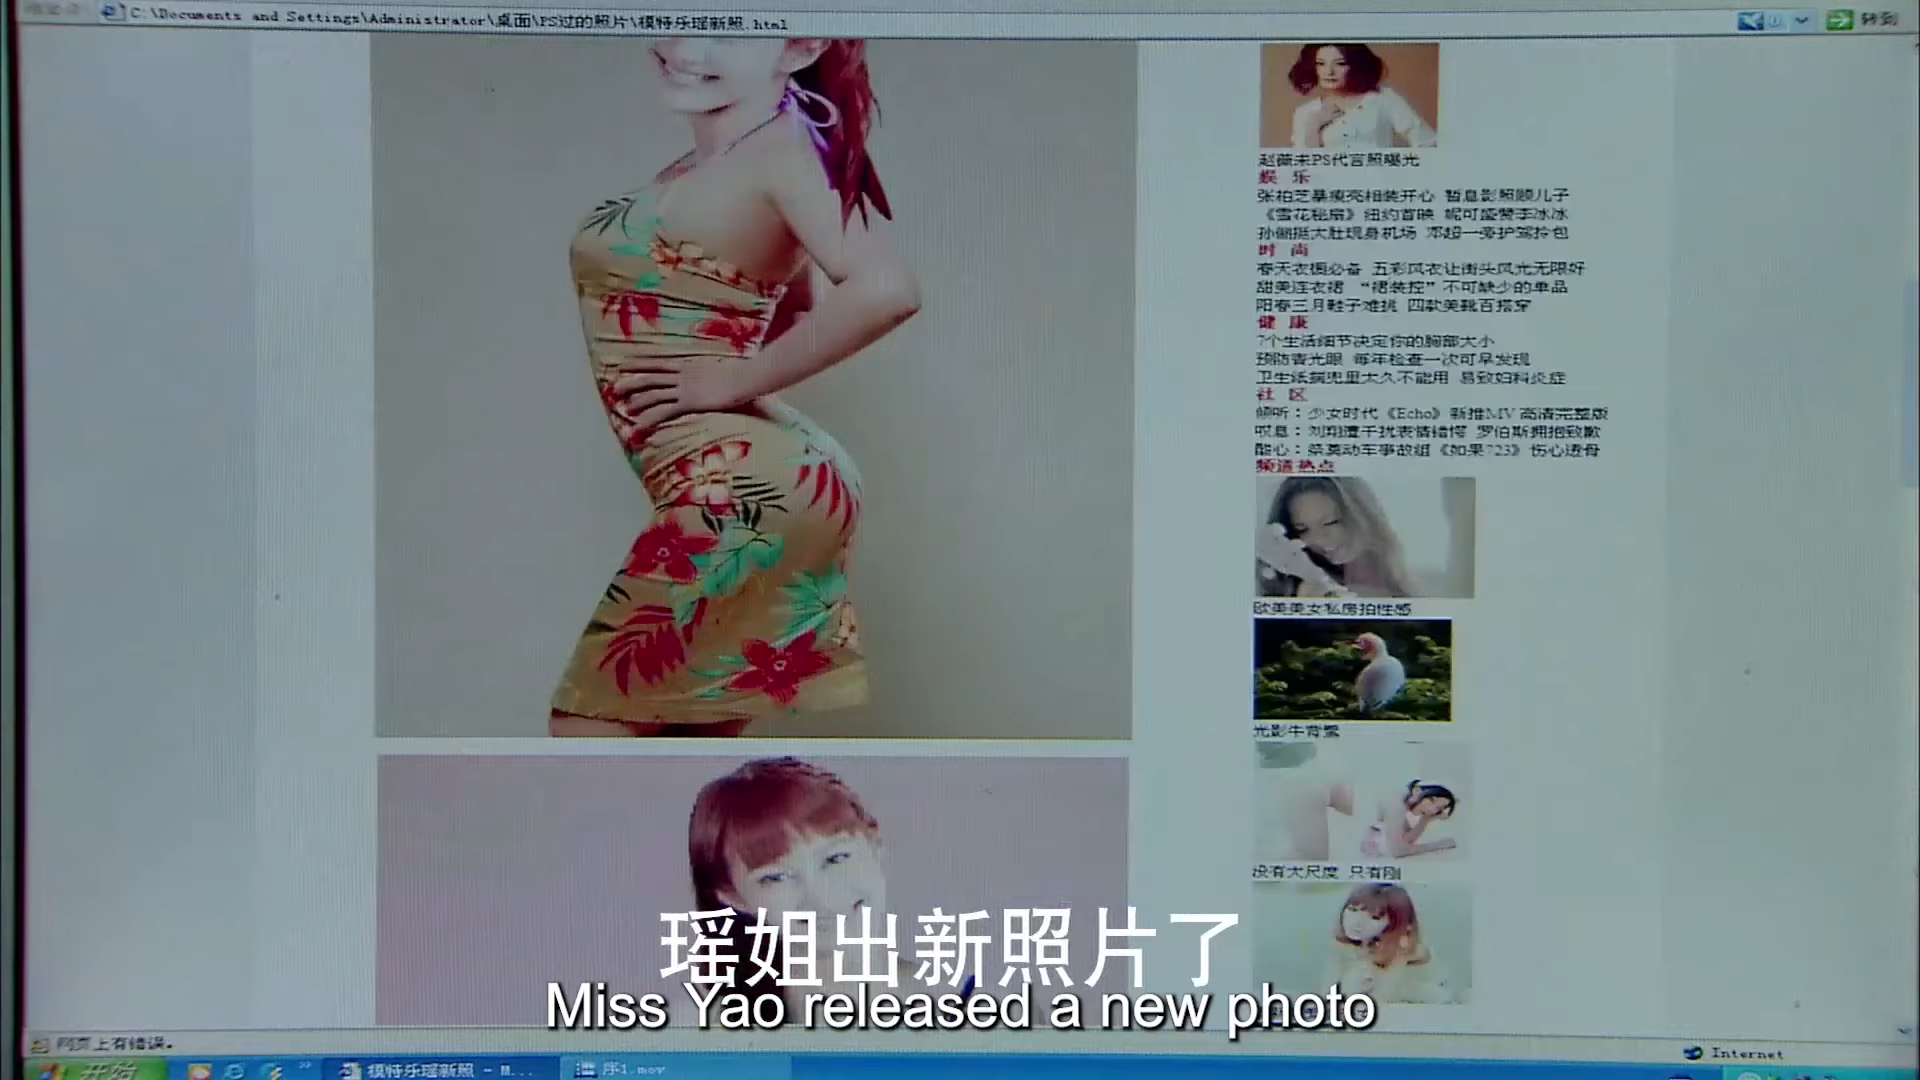 C:\Documents and Settings\Administrator\桌面\PS过的照片\模特乐瑶新照.html
转到
赵薇未PS代言照曝光
娱 乐
张柏芝暴瘦亮相装开心 暂息影照顾儿子
《雪花秘扇》纽约首映 妮可盛赞李冰冰
孙俪挺大肚现身机场 邓超一旁护驾拎包
时 尚
春天衣橱必备 五彩风衣让街头风光无限好
甜美连衣裙 “裙装控”不可缺少的单品
阳春三月鞋子难挑 四款美靴百搭穿
健 康
7个生活细节决定你的胸部大小
预防青光眼 每年检查一次可早发现
卫生纸揣兜里太久不能用 易致妇科炎症
社 区
倾听：少女时代《Echo》新推MV 高清完整版
叹息：刘翔遭干扰表情错愕 罗伯斯拥抱致歉
酸心：祭奠动车事故组《如果723》伤心透骨
频道热点
欧美美女私房拍性感
光影牛背鹭
没有大尺度 只有刚
瑶姐出新照片了
Miss Yao released a new photo
网页上有错误。
Internet
开始
模特乐瑶新照 - M...
序1.mov